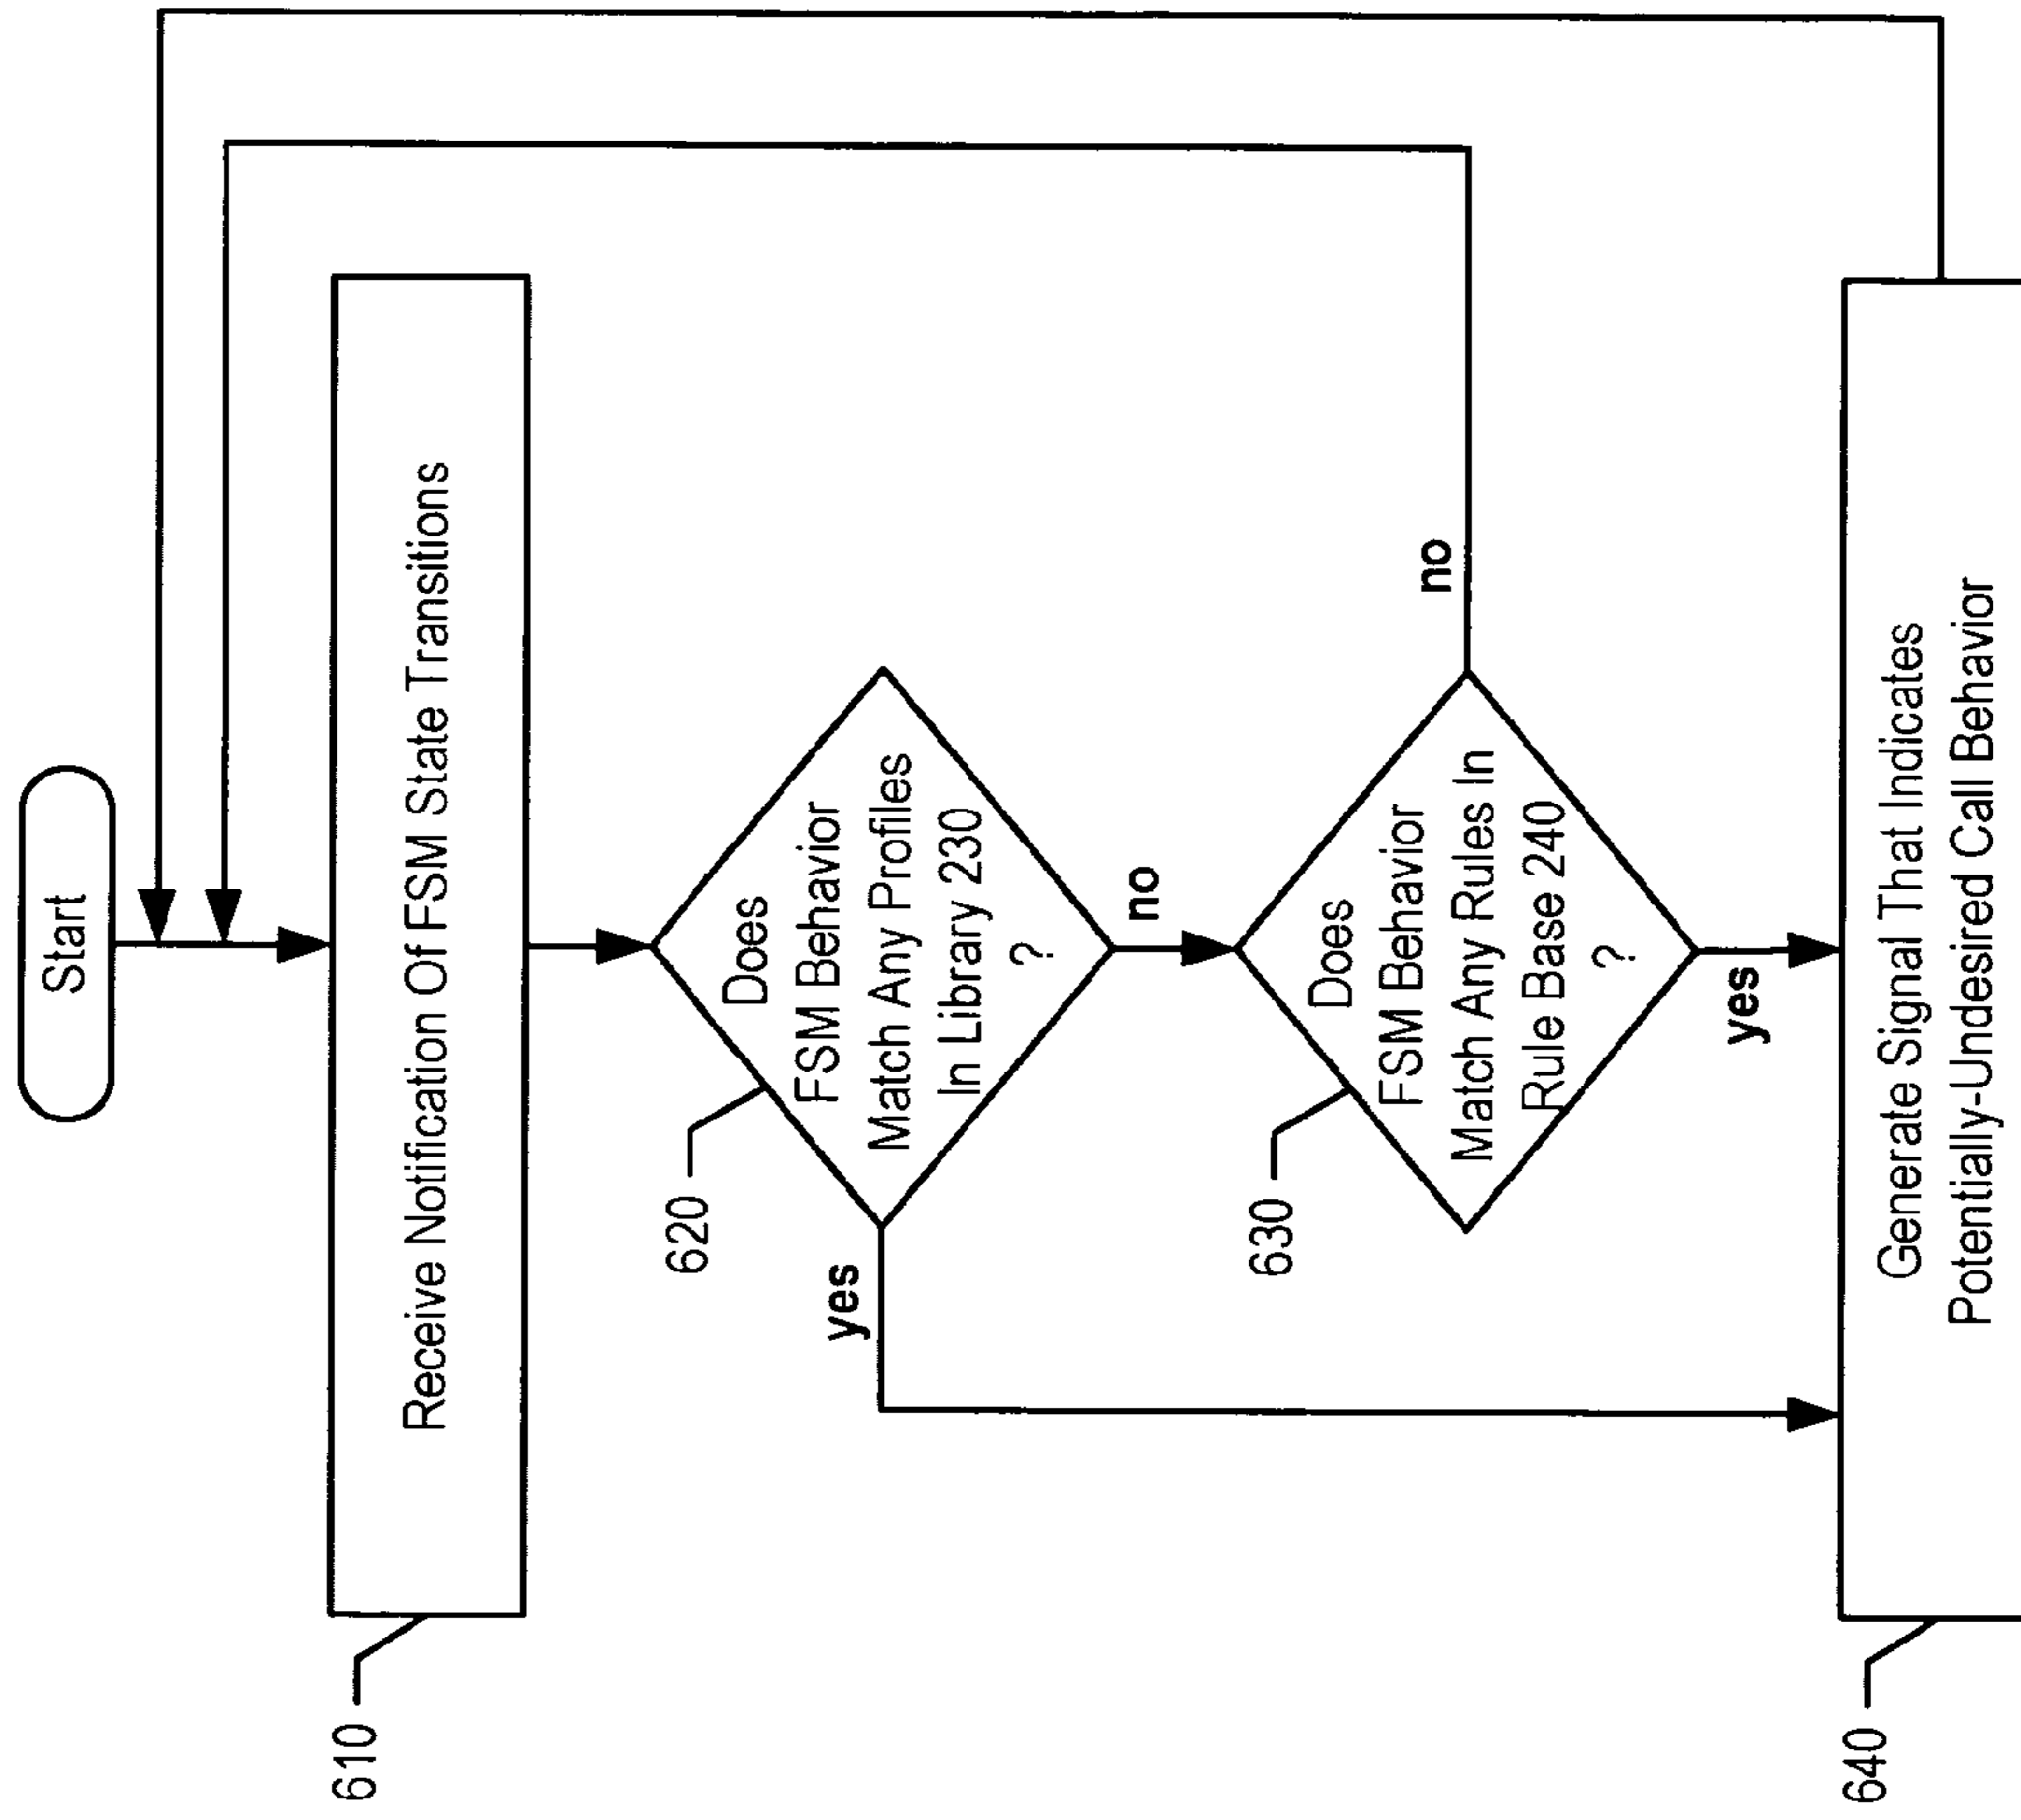 Start
610
Receive Notification Of FSM State Transitions
620
Does
FSM Behavior
Match Any Profiles
In Library 230
?
yes
no
630
Does
FSM Behavior
Match Any Rules In
Rule Base 240
?
no
yes
640
Generate Signal That Indicates
Potentially-Undesired Call Behavior